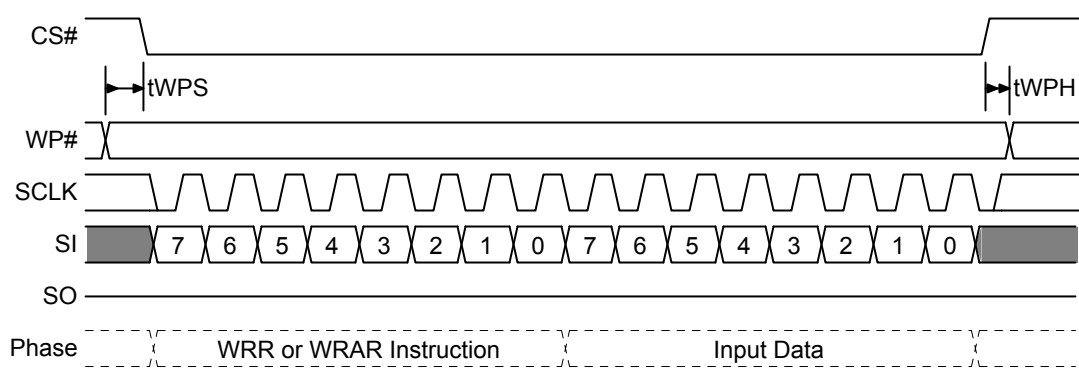 CS#
tWPS tWPH
WP#
SCLK
SI 7 6 5 4 3 2 1 0 7 6 5 4 3 2 1 0
SO
Phase WRR or WRAR Instruction Input Data